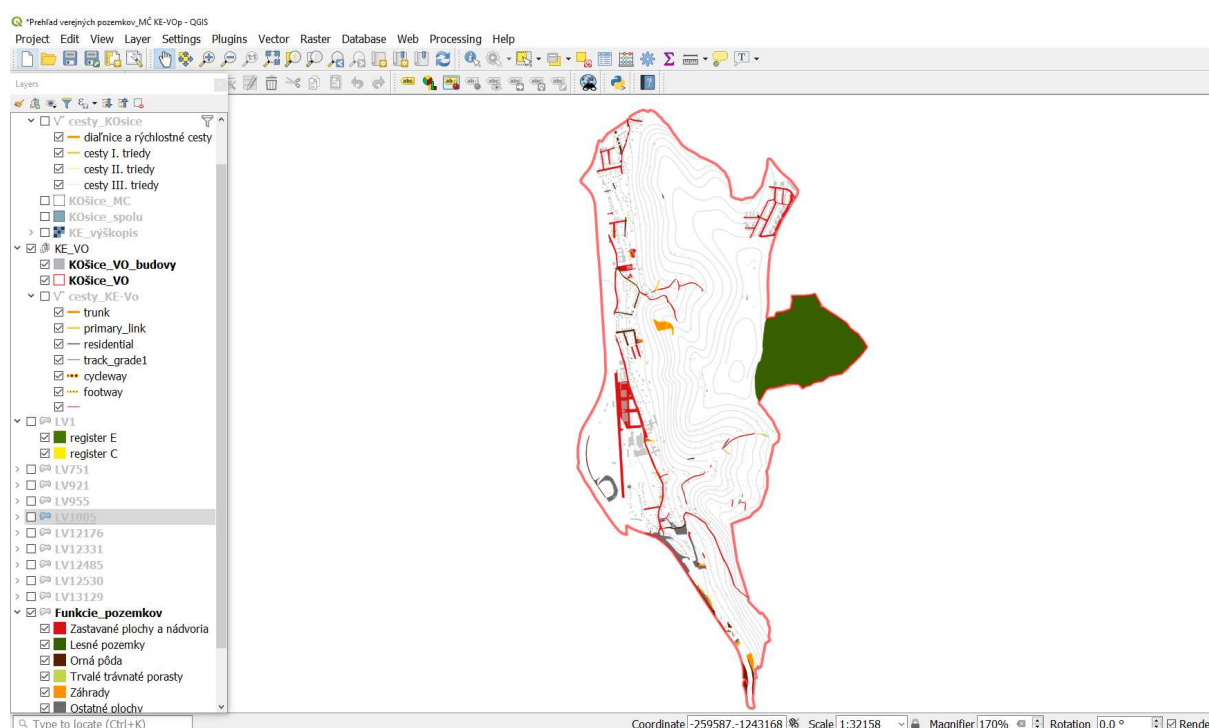 *Prehľad verejných pozemkov_MČ KE-VOp - QGIS
Project Edit View Layer Settings Plugins Vector Raster Database Web Processing Help
Layers
cesty_KOsice
diaľnice a rýchlostné cesty
cesty I. triedy
cesty II. triedy
cesty III. triedy
KOšice_MC
KOsice_spolu
KE_výškopis
KE_VO
KOšice_VO_budovy
KOšice_VO
cesty_KE-Vo
trunk
primary_link
residential
track_grade1
cycleway
footway
LV1
register E
register C
LV751
LV921
LV955
LV1005
LV12176
LV12331
LV12485
LV12530
LV13129
Funkcie_pozemkov
Zastavané plochy a nádvoria
Lesné pozemky
Orná pôda
Trvalé trávnaté porasty
Záhrady
Ostatné plochy
Type to locate (Ctrl+K) Coordinate -259587,-1243168 Scale 1:32158 Magnifier 170% Rotation 0,0 ° Rende